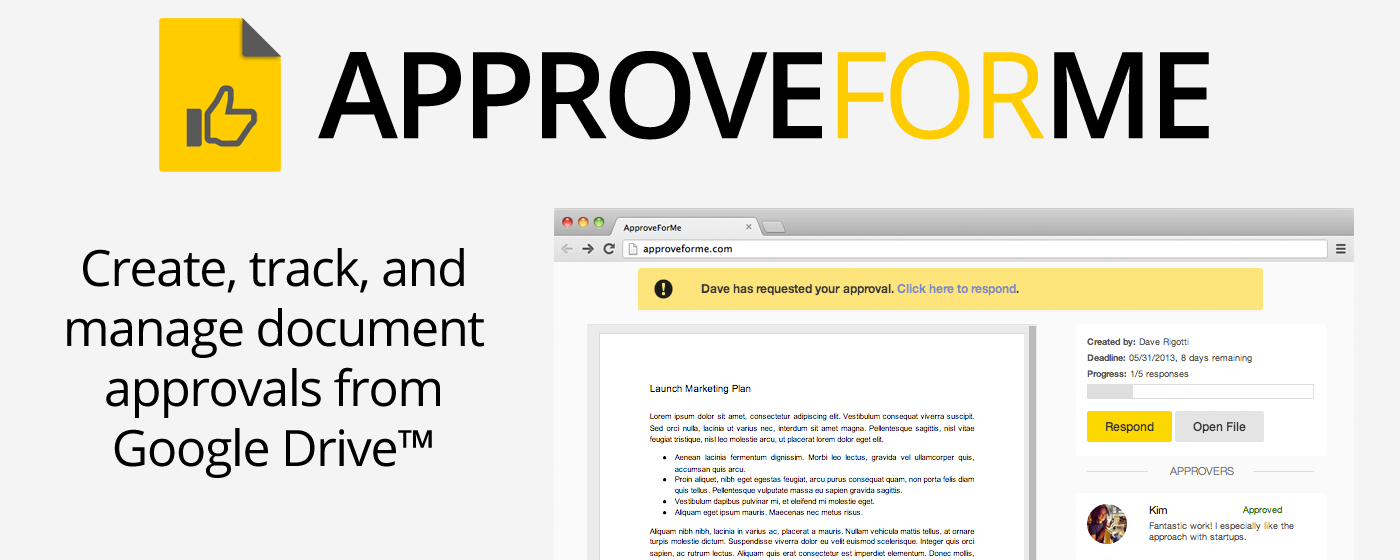 APPROVEFORME
Create, track, and
manage document
approvals from
Google Drive™
ApproveForMe
approveforme.com
Dave has requested your approval. Click here to respond.
Launch Marketing Plan
Lorem ipsum dolor sit amet, consectetur adipiscing elit. Vestibulum consequat viverra suscipit.
Sed orci nulla, lacinia ut varius nec, interdum sit amet magna. Pellentesque sagittis, nisl vitae
feugiat tristique, nisl leo molestie arcu, ut placerat lorem dolor eget elit.
● Aenean lacinia fermentum dignissim. Morbi leo lectus, gravida vel ullamcorper quis,
accumsan quis arcu.
● Proin aliquet, nibh eget egestas feugiat, arcu purus consequat quam, non porta felis diam
quis tellus. Pellentesque vulputate massa eu sapien gravida sagittis.
● Vestibulum dapibus pulvinar mi, et eleifend mi molestie eget.
● Aliquam eget ipsum mauris. Maecenas nec metus risus.
Aliquam nibh nibh, lacinia in varius ac, placerat a mauris. Nullam vehicula mattis tellus, at ornare
turpis molestie dictum. Suspendisse viverra dolor eu velit euismod scelerisque. Integer quis orci
sapien, ac rutrum lectus. Aliquam quis erat consectetur est imperdiet elementum. Donec mollis,
Created by: Dave Rigotti
Deadline: 05/31/2013, 8 days remaining
Progress: 1/5 responses
Respond
Open File
APPROVERS
Kim Approved
Fantastic work! I especially like the
approach with startups.